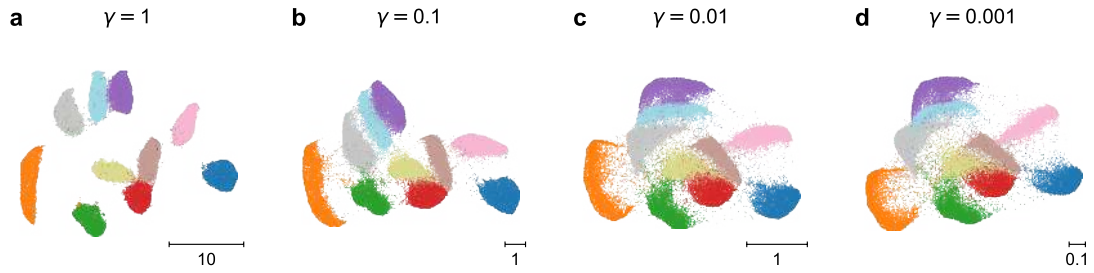 a γ = 1
b γ = 0.1
c γ = 0.01
d γ = 0.001
10
1
1
0.1